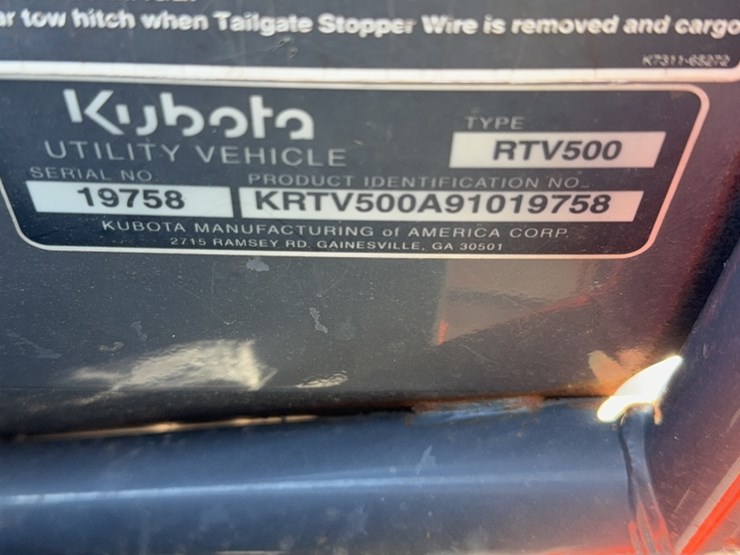 tow hitch when Tailgate Stopper Wire is removed and cargo
K7311-65272
Kubota
UTILITY VEHICLE
TYPE
RTV500
SERIAL NO.
PRODUCT IDENTIFICATION NO.
19758
KRTV500A91019758
KUBOTA MANUFACTURING of AMERICA CORP.
2715 RAMSEY RD. GAINESVILLE, GA 30501